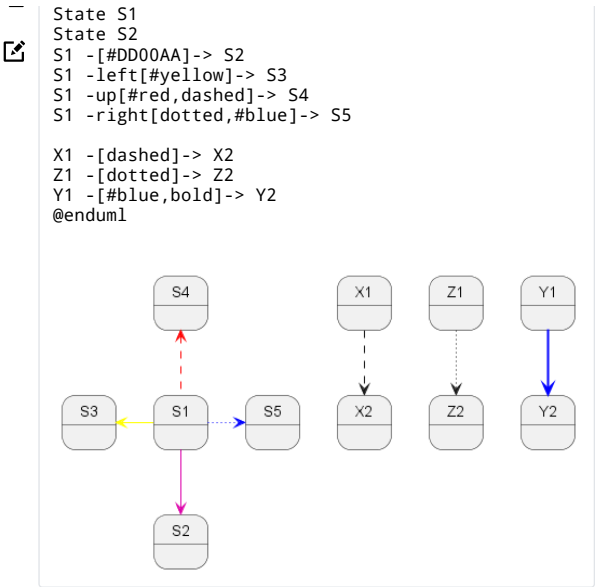 State S1
State S2
S1 -[#DD00AA]-> S2
S1 -left[#yellow]-> S3
S1 -up[#red,dashed]-> S4
S1 -right[dotted,#blue]-> S5
X1 -[dashed]-> X2
Z1 -[dotted]-> Z2
Y1 -[#blue,bold]-> Y2
@enduml
S4 X1 Z1 Y1
S3 S1 S5 X2 Z2 Y2
S2